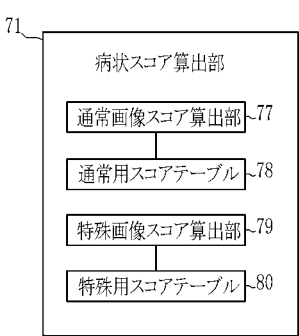 71
病状スコア算出部
通常画像スコア算出部 77
通常用スコアテーブル 78
特殊画像スコア算出部 79
特殊用スコアテーブル 80